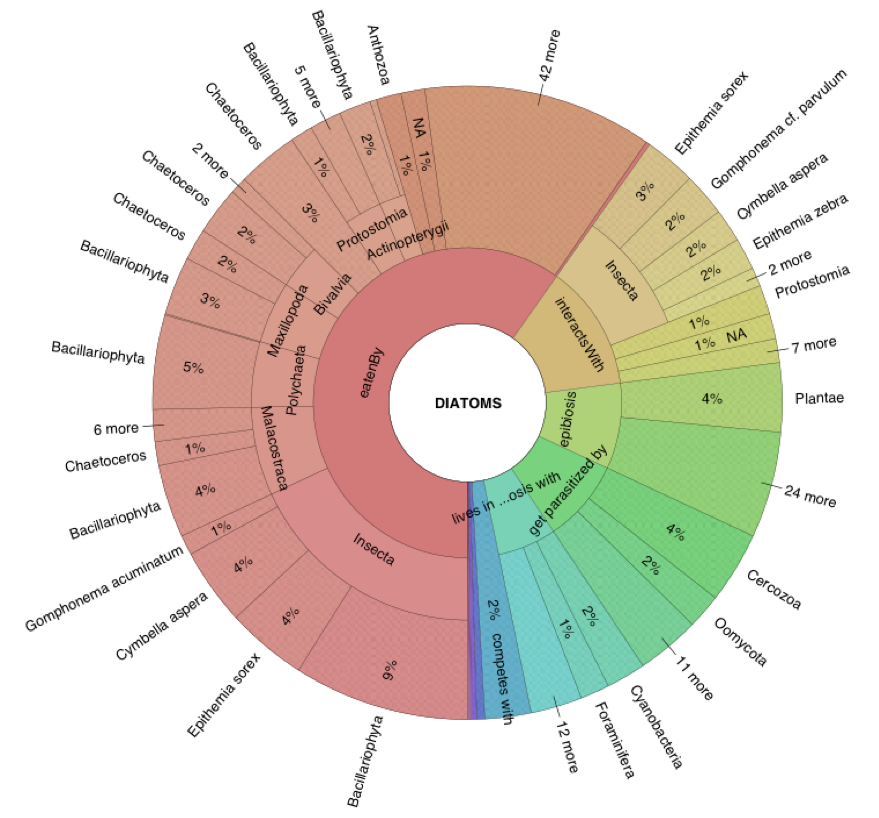 DIATOMS
eatenBy
interactsWith
epibiosis
get parasitized by
lives in ...osis with
2% competes with
Insecta
Malacostraca
Polychaeta
Maxillopoda
Bivalvia
Protostomia
Actinopterygii
Insecta
42 more
Epithemia sorex
3%
Gomphonema cf. parvulum
2%
Cymbella aspera
2%
Epithemia zebra
2%
2 more
Protostomia
1%
1% NA
7 more
Plantae
4%
24 more
Cercozoa
4%
Oomycota
2%
11 more
Cyanobacteria
2%
Foraminifera
1%
12 more
Bacillariophyta
9%
Epithemia sorex
4%
Cymbella aspera
4%
Gomphonema acuminatum
1%
Bacillariophyta
4%
Chaetoceros
1%
6 more
Bacillariophyta
5%
Bacillariophyta
3%
Chaetoceros
2%
Chaetoceros
2%
2 more
Chaetoceros
3%
Bacillariophyta
1%
5 more
Bacillariophyta
2%
Anthozoa
1%
NA 1%